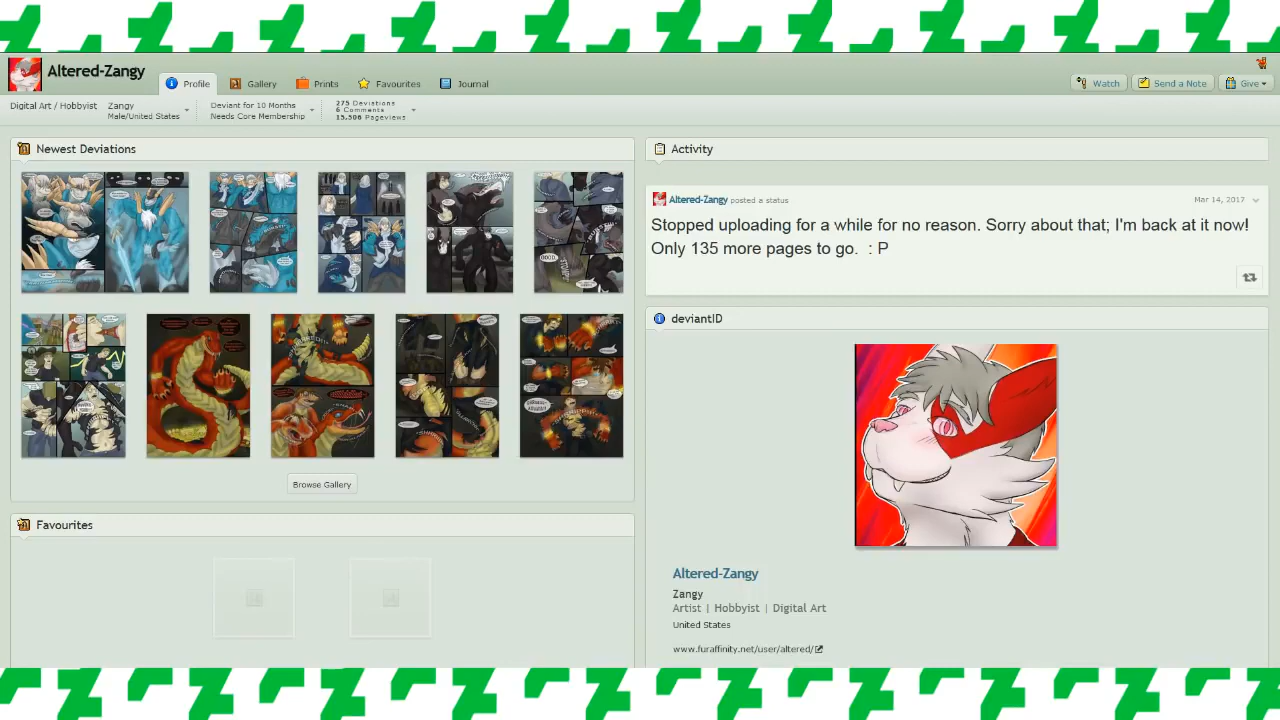 Altered-Zangy
Profile
Gallery
Prints
Favourites
Journal
Watch
Send a Note
Give
Digital Art / Hobbyist
Zangy
Male/United States
Deviant for 10 Months
Needs Core Membership
275 Deviations
6 Comments
15,306 Pageviews
Newest Deviations
Browse Gallery
Favourites
Activity
Altered-Zangy posted a status
Mar 14, 2017
Stopped uploading for a while for no reason. Sorry about that; I'm back at it now!
Only 135 more pages to go.  : P
deviantID
Altered-Zangy
Zangy
Artist | Hobbyist | Digital Art
United States
www.furaffinity.net/user/altered/